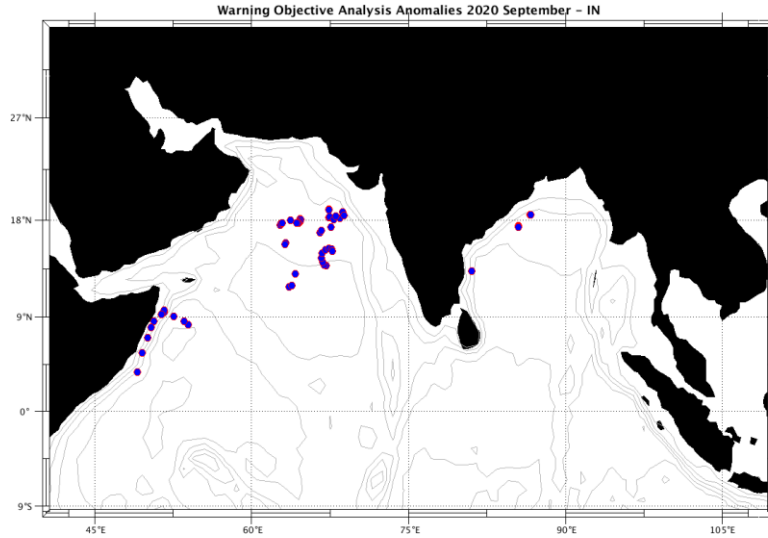 Warning Objective Analysis Anomalies 2020 September – IN
27°N
18°N
9°N
0°
9°S
45°E
60°E
75°E
90°E
105°E